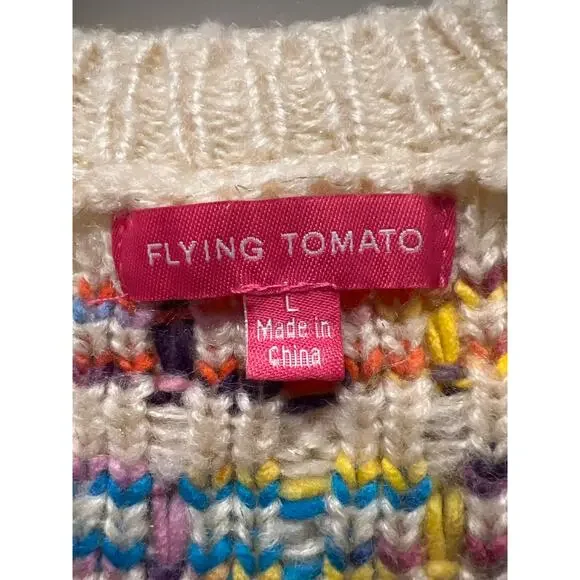 FLYING TOMATO
L
Made in
China